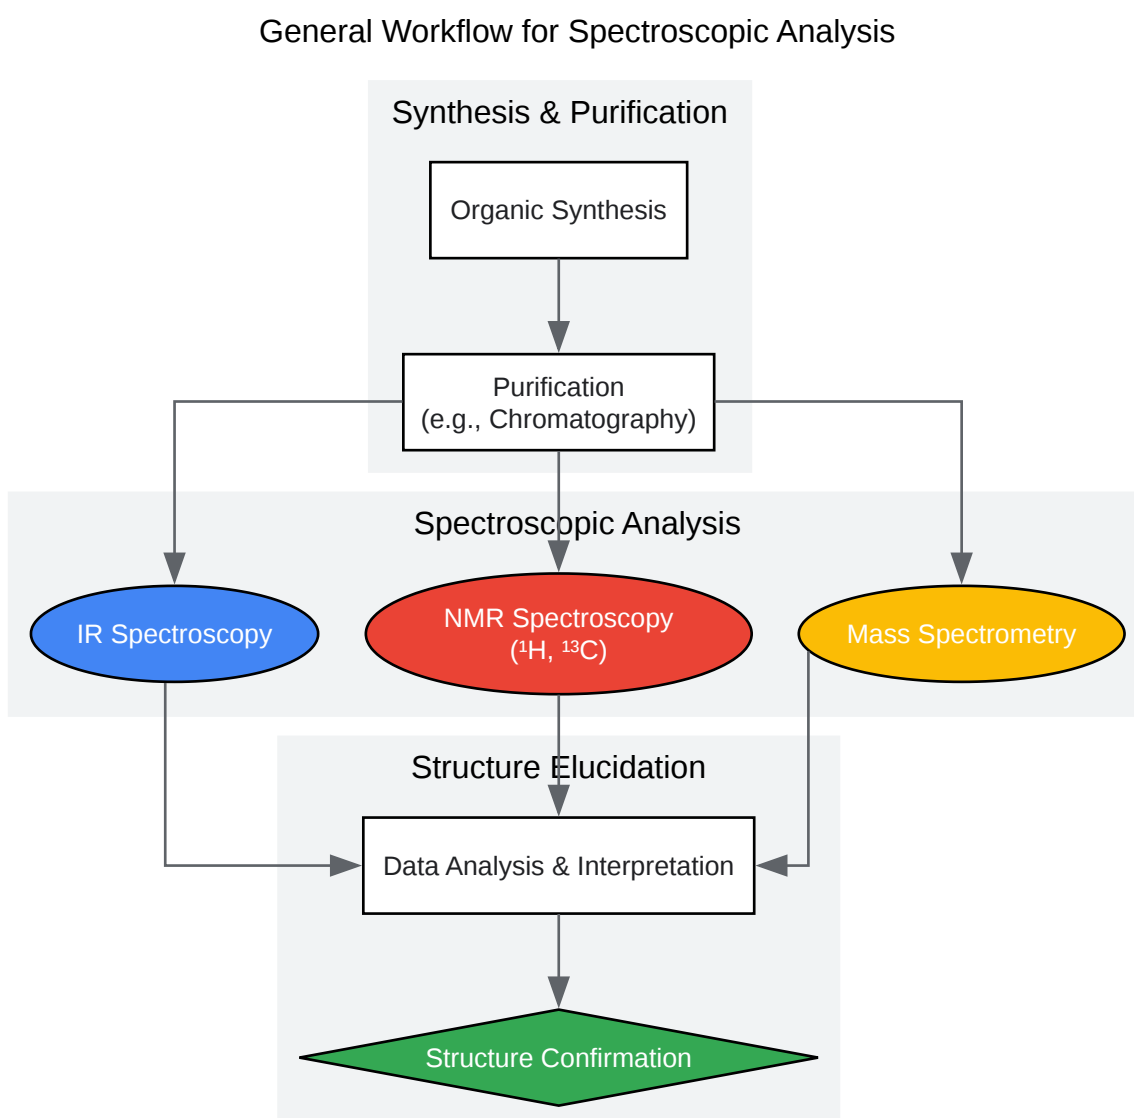 General Workflow for Spectroscopic Analysis
Synthesis & Purification
Organic Synthesis
Purification
(e.g., Chromatography)
Spectroscopic Analysis
IR Spectroscopy
NMR Spectroscopy
(¹H, ¹³C)
Mass Spectrometry
Structure Elucidation
Data Analysis & Interpretation
Structure Confirmation